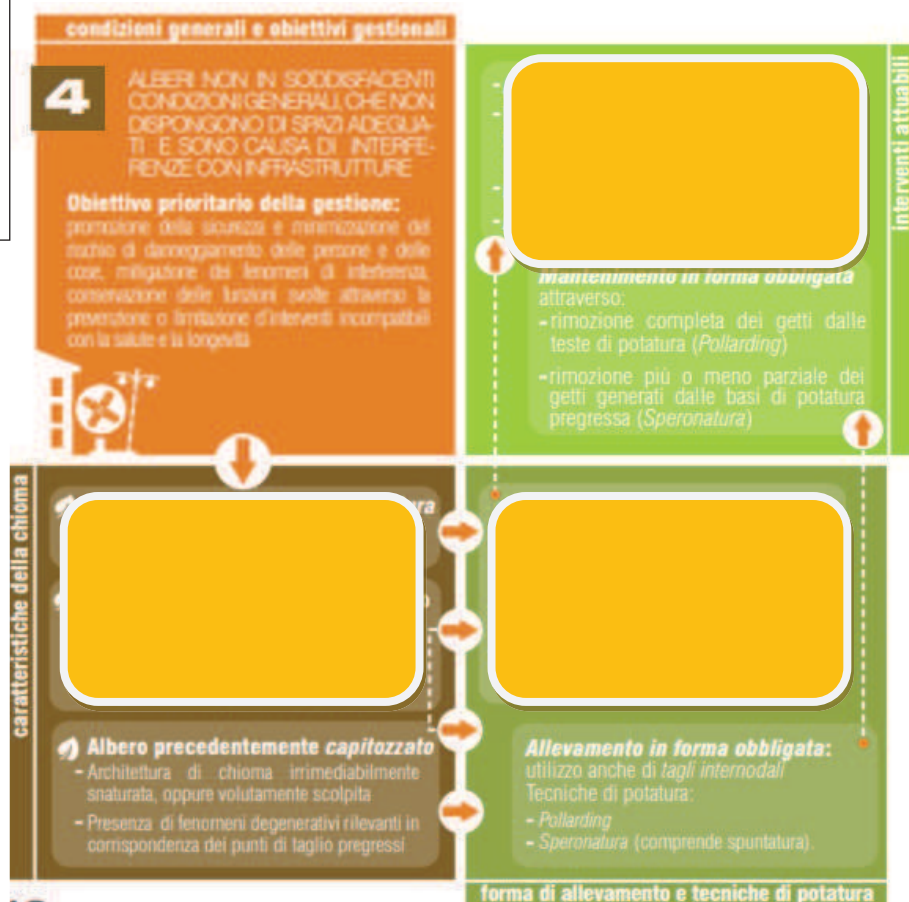 condizioni generali e obiettivi gestionali
4
ALBERI NON IN SODDISFACENTI
CONDIZIONI GENERALI, CHE NON
DISPONGONO DI SPAZI ADEGUA-
TI E SONO CAUSA DI INTERFE-
RENZE CON INFRASTRUTTURE
Obiettivo prioritario della gestione:
promozione della sicurezza e minimizzazione del
rischio di danneggiamento delle persone e delle
cose, mitigazione dei fenomeni di interferenza,
conservazione delle funzioni svolte attraverso la
prevenzione o limitazione d'interventi incompatibili
con la salute e la longevità
interventi attuabili
-
-
-
-
Mantenimento in forma obbligata
attraverso:
- rimozione completa dei getti dalle
teste di potatura (Pollarding)
- rimozione più o meno parziale dei
getti generati dalle basi di potatura
pregressa (Speronatura)
caratteristiche della chioma
ra
o
Albero precedentemente capitozzato
- Architettura di chioma irrimediabilmente
snaturata, oppure volutamente scolpita
- Presenza di fenomeni degenerativi rilevanti in
corrispondenza dei punti di taglio pregressi
Allevamento in forma obbligata:
utilizzo anche di tagli internodali
Tecniche di potatura:
- Pollarding
- Speronatura (comprende spuntatura).
forma di allevamento e tecniche di potatura